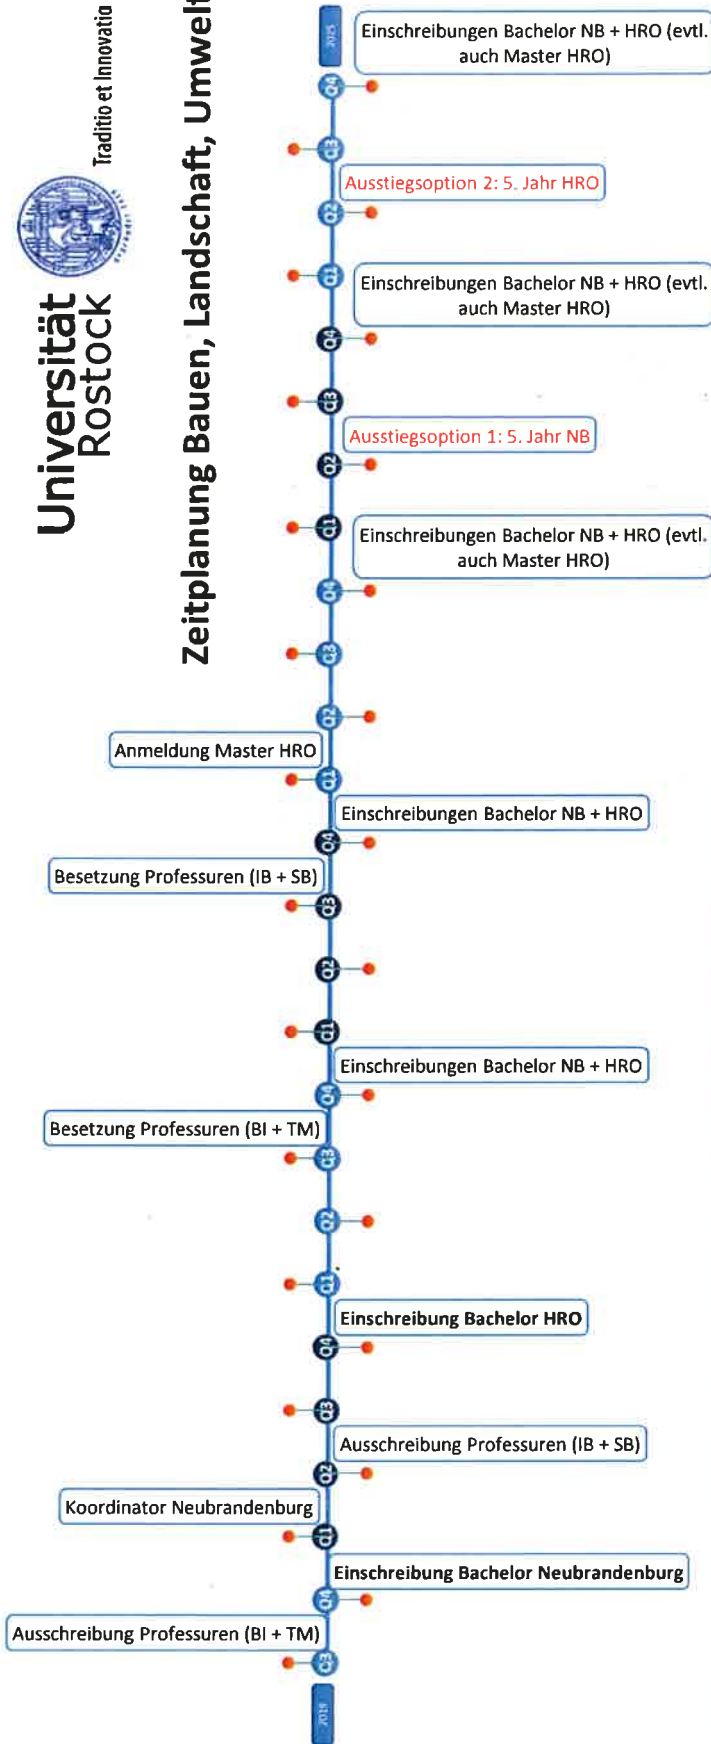 Universität
Rostock
Traditio et Innovatio
Zeitplanung Bauen, Landschaft, Umwelt
2025
Einschreibungen Bachelor NB + HRO (evtl.
auch Master HRO)
Q4
Q3
Ausstiegsoption 2: 5. Jahr HRO
Q2
Q1
Einschreibungen Bachelor NB + HRO (evtl.
auch Master HRO)
Q4
Q3
Ausstiegsoption 1: 5. Jahr NB
Q2
Q1
Einschreibungen Bachelor NB + HRO (evtl.
auch Master HRO)
Q4
Q3
Q2
Anmeldung Master HRO
Q1
Einschreibungen Bachelor NB + HRO
Q4
Besetzung Professuren (IB + SB)
Q3
Q2
Q1
Einschreibungen Bachelor NB + HRO
Q4
Besetzung Professuren (BI + TM)
Q3
Q2
Q1
Einschreibung Bachelor HRO
Q4
Q3
Ausschreibung Professuren (IB + SB)
Q2
Koordinator Neubrandenburg
Q1
Einschreibung Bachelor Neubrandenburg
Q4
Ausschreibung Professuren (BI + TM)
Q3
2019